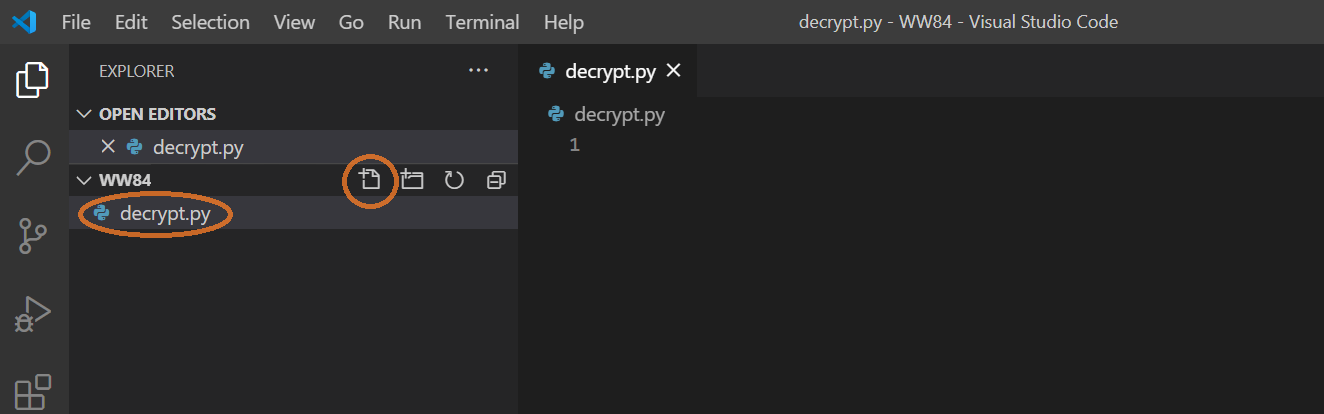 File Edit Selection View Go Run Terminal Help decrypt.py - WW84 - Visual Studio Code
EXPLORER
decrypt.py
OPEN EDITORS
decrypt.py
decrypt.py
1
WW84
decrypt.py